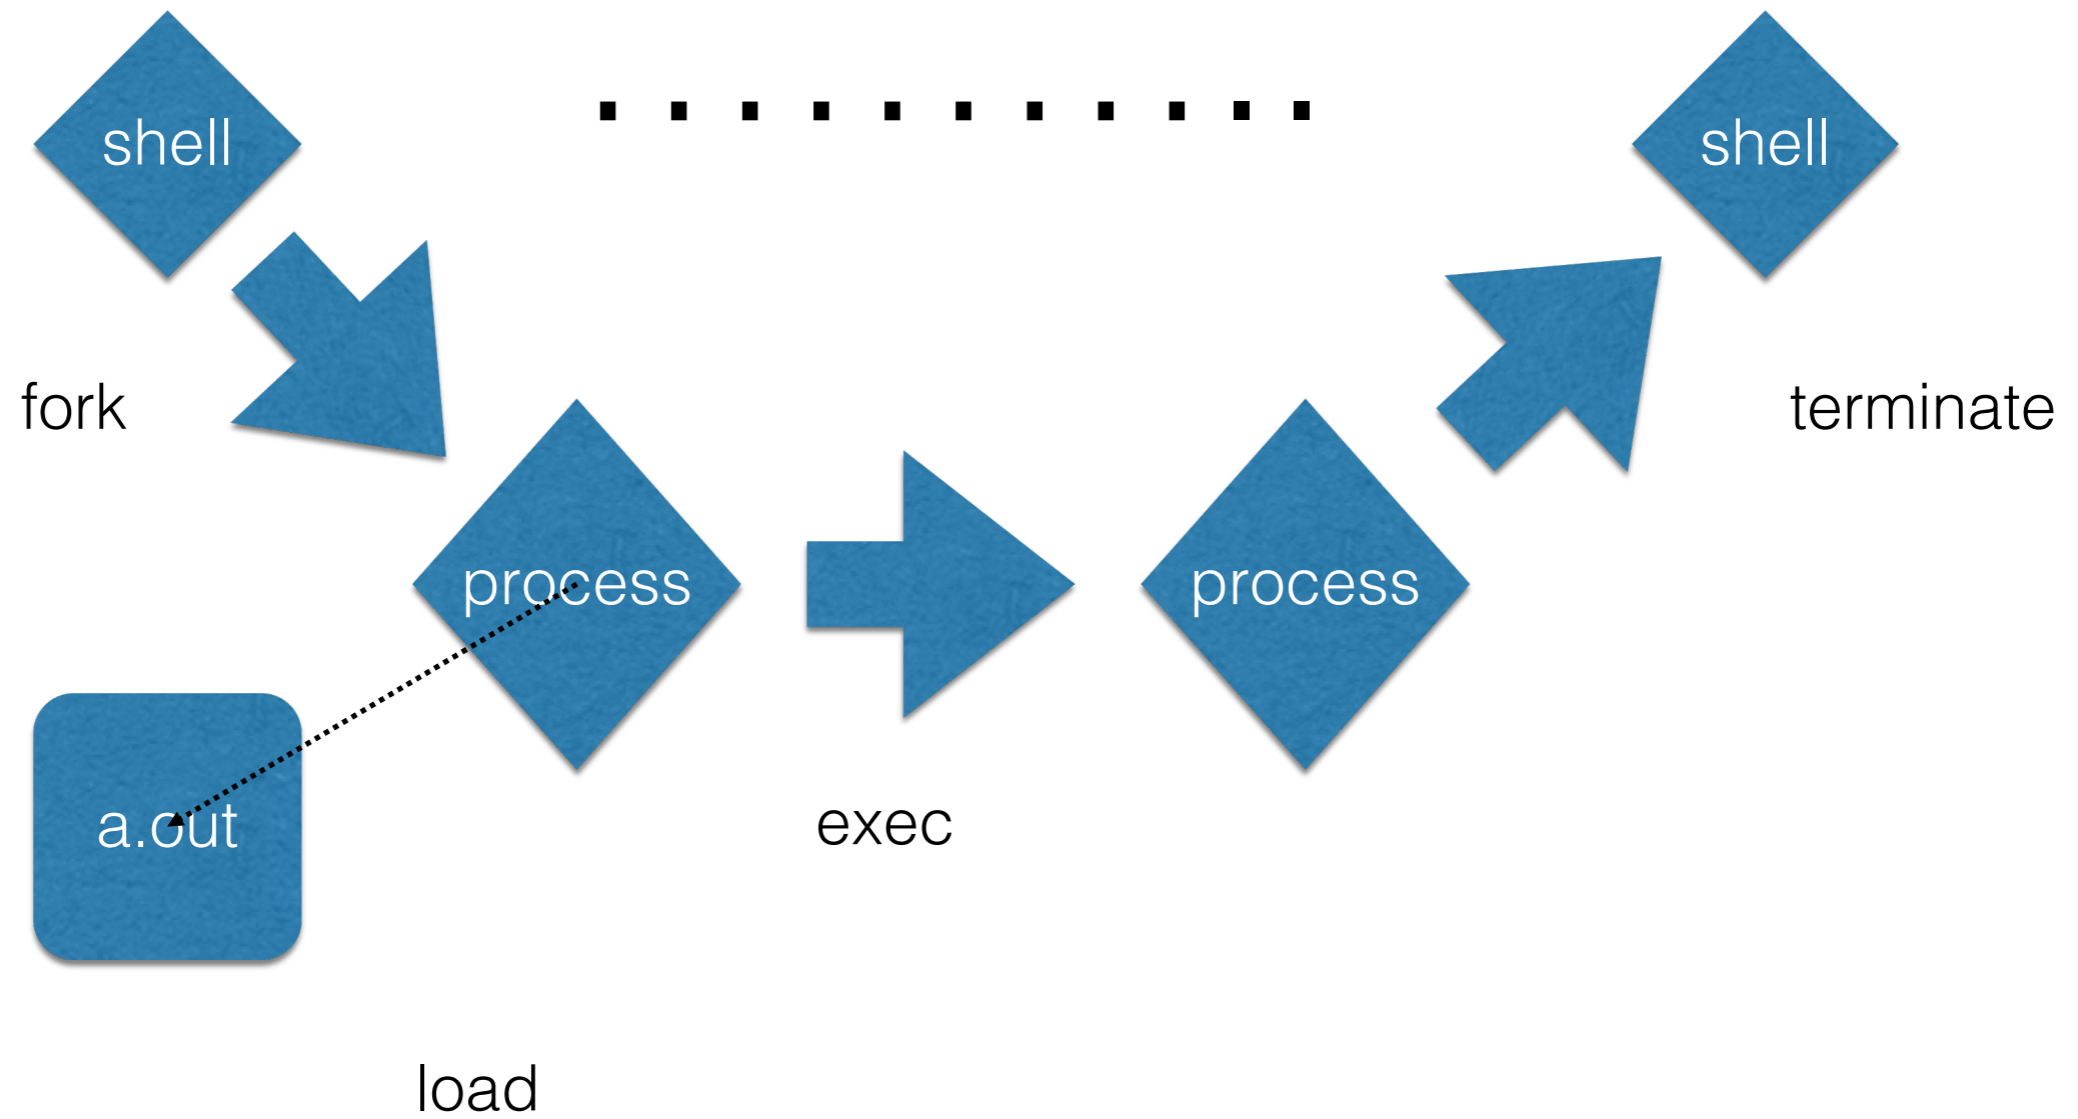 shell
shell
fork
terminate
process
process
a.out
exec
load